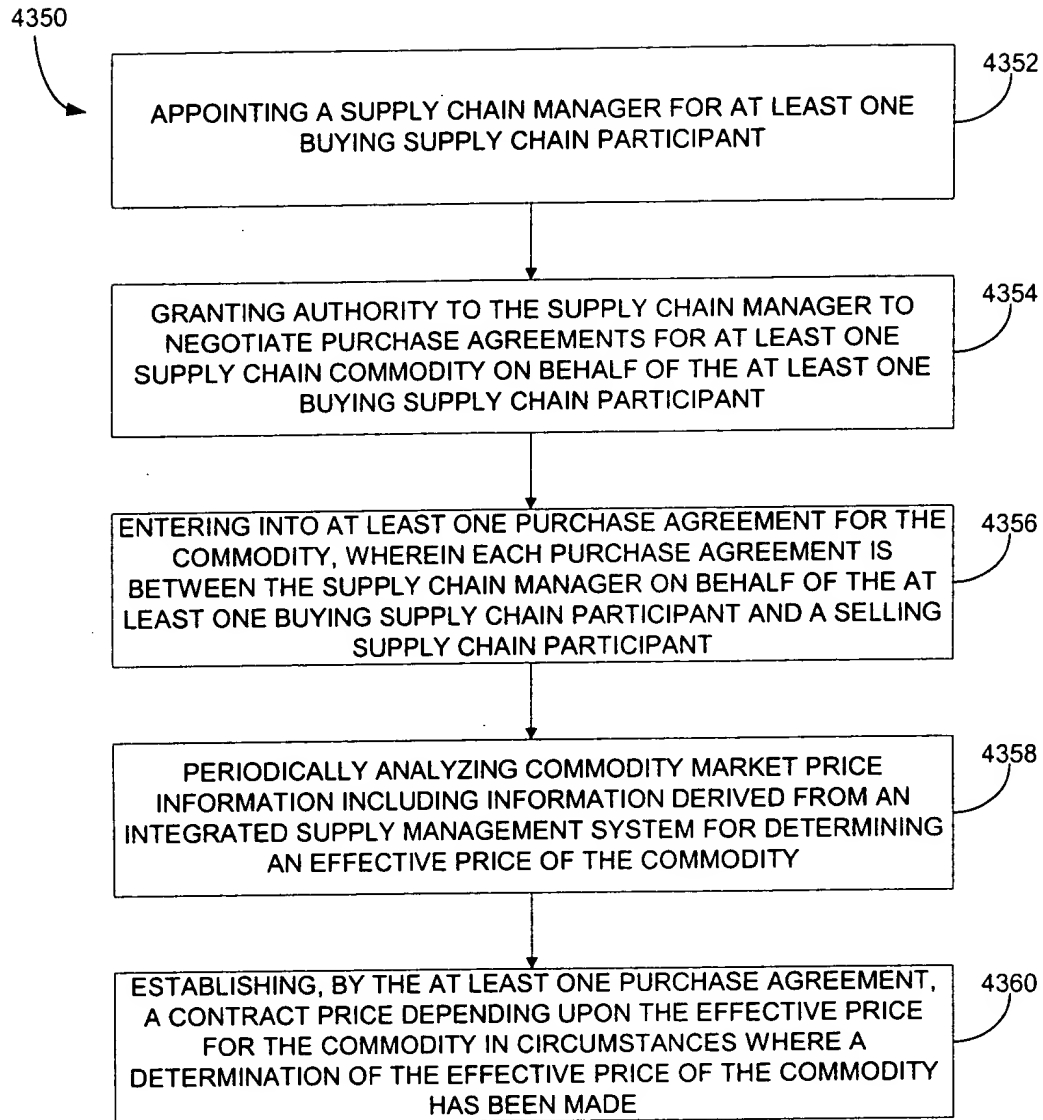 4350
4352
APPOINTING A SUPPLY CHAIN MANAGER FOR AT LEAST ONE
BUYING SUPPLY CHAIN PARTICIPANT
4354
GRANTING AUTHORITY TO THE SUPPLY CHAIN MANAGER TO
NEGOTIATE PURCHASE AGREEMENTS FOR AT LEAST ONE
SUPPLY CHAIN COMMODITY ON BEHALF OF THE AT LEAST ONE
BUYING SUPPLY CHAIN PARTICIPANT
4356
ENTERING INTO AT LEAST ONE PURCHASE AGREEMENT FOR THE
COMMODITY, WHEREIN EACH PURCHASE AGREEMENT IS
BETWEEN THE SUPPLY CHAIN MANAGER ON BEHALF OF THE AT
LEAST ONE BUYING SUPPLY CHAIN PARTICIPANT AND A SELLING
SUPPLY CHAIN PARTICIPANT
4358
PERIODICALLY ANALYZING COMMODITY MARKET PRICE
INFORMATION INCLUDING INFORMATION DERIVED FROM AN
INTEGRATED SUPPLY MANAGEMENT SYSTEM FOR DETERMINING
AN EFFECTIVE PRICE OF THE COMMODITY
4360
ESTABLISHING, BY THE AT LEAST ONE PURCHASE AGREEMENT,
A CONTRACT PRICE DEPENDING UPON THE EFFECTIVE PRICE
FOR THE COMMODITY IN CIRCUMSTANCES WHERE A
DETERMINATION OF THE EFFECTIVE PRICE OF THE COMMODITY
HAS BEEN MADE